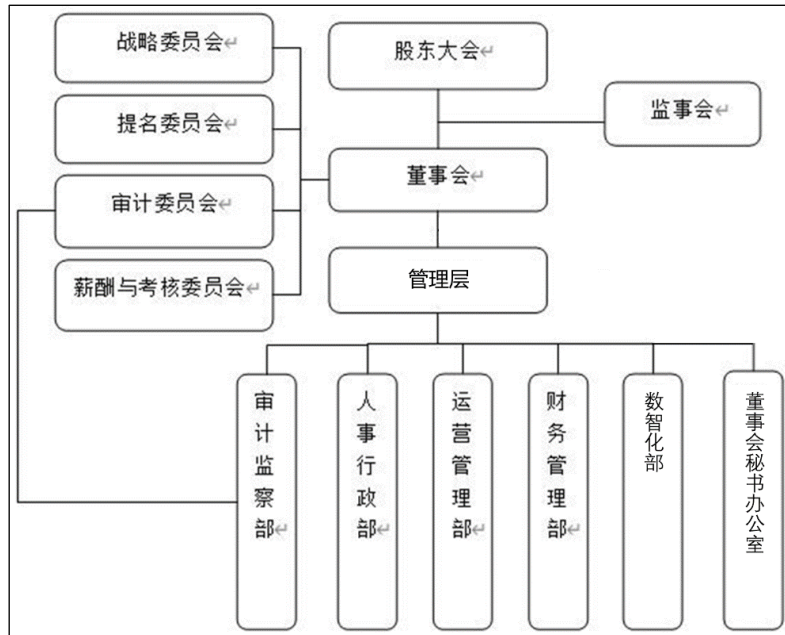 战略委员会
股东大会
提名委员会
监事会
董事会
审计委员会
管理层
薪酬与考核委员会
审计监察部
人事行政部
运营管理部
财务管理部
数智化部
董事会秘书办公室